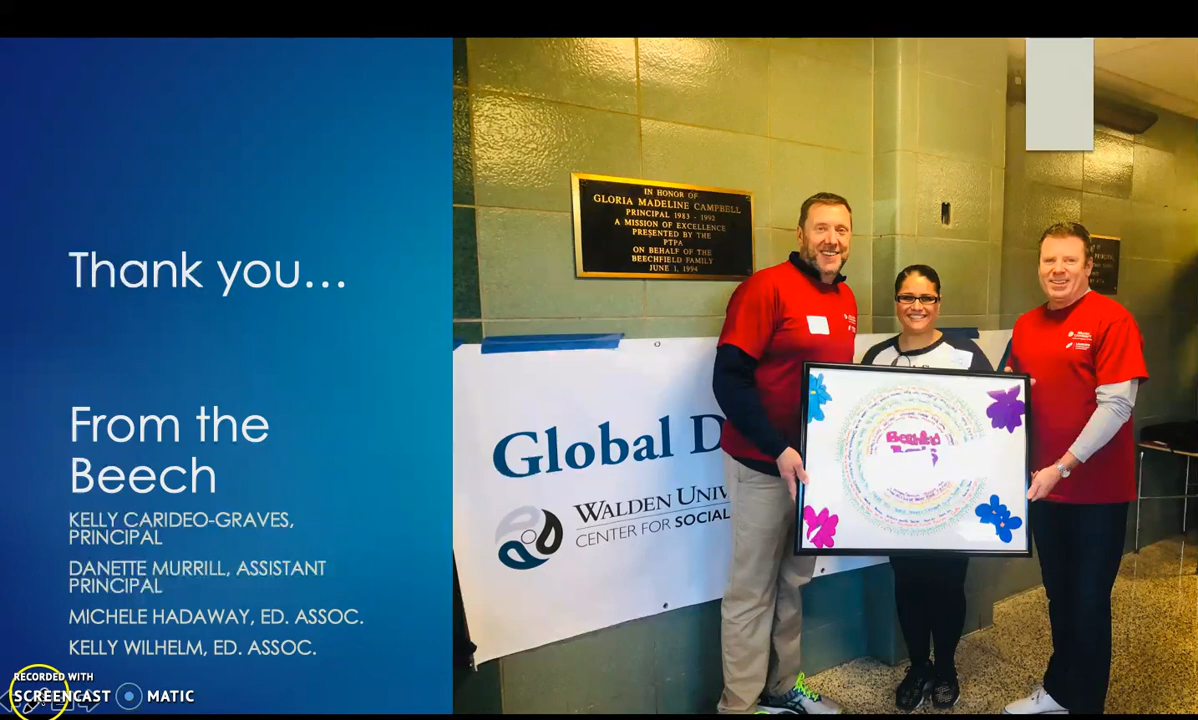 Thank you…
From the
Beech
KELLY CARIDEO-GRAVES,
PRINCIPAL
DANETTE MURRILL, ASSISTANT
PRINCIPAL
MICHELE HADAWAY, ED. ASSOC.
KELLY WILHELM, ED. ASSOC.
RECORDED WITH
SCREENCAST MATIC
IN HONOR OF
GLORIA MADELINE CAMPBELL
PRINCIPAL 1983 - 1992
A MISSION OF EXCELLENCE
PRESENTED BY THE
PTPA
ON BEHALF OF THE
BEECHFIELD FAMILY
JUNE 1, 1994
Global D
WALDEN UNIV
CENTER FOR SOCIAL